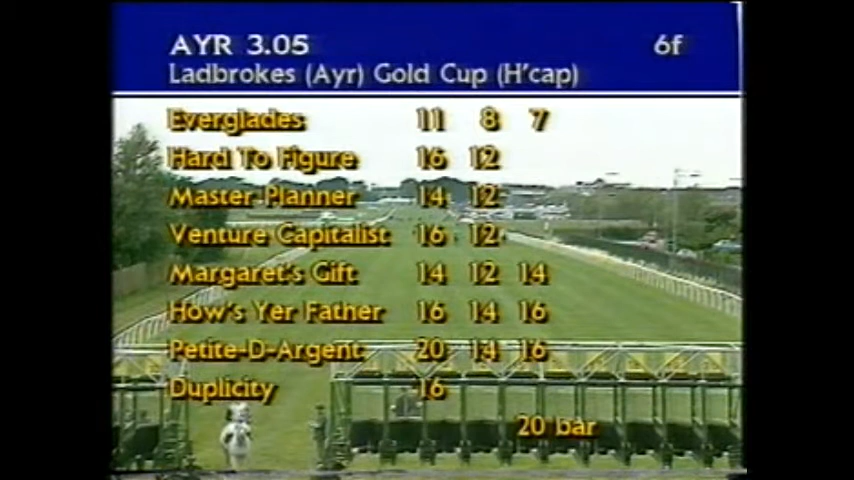 AYR 3.05 6f
Ladbrokes (Ayr) Gold Cup (H'cap)
Everglades 11 8 7
Hard To Figure 16 12
Master-Planner 14 12
Venture Capitalist 16 12
Margaret's Gift 14 12 14
How's Yer Father 16 14 16
Petite-D-Argent 20 14 16
Duplicity 16
20 bar